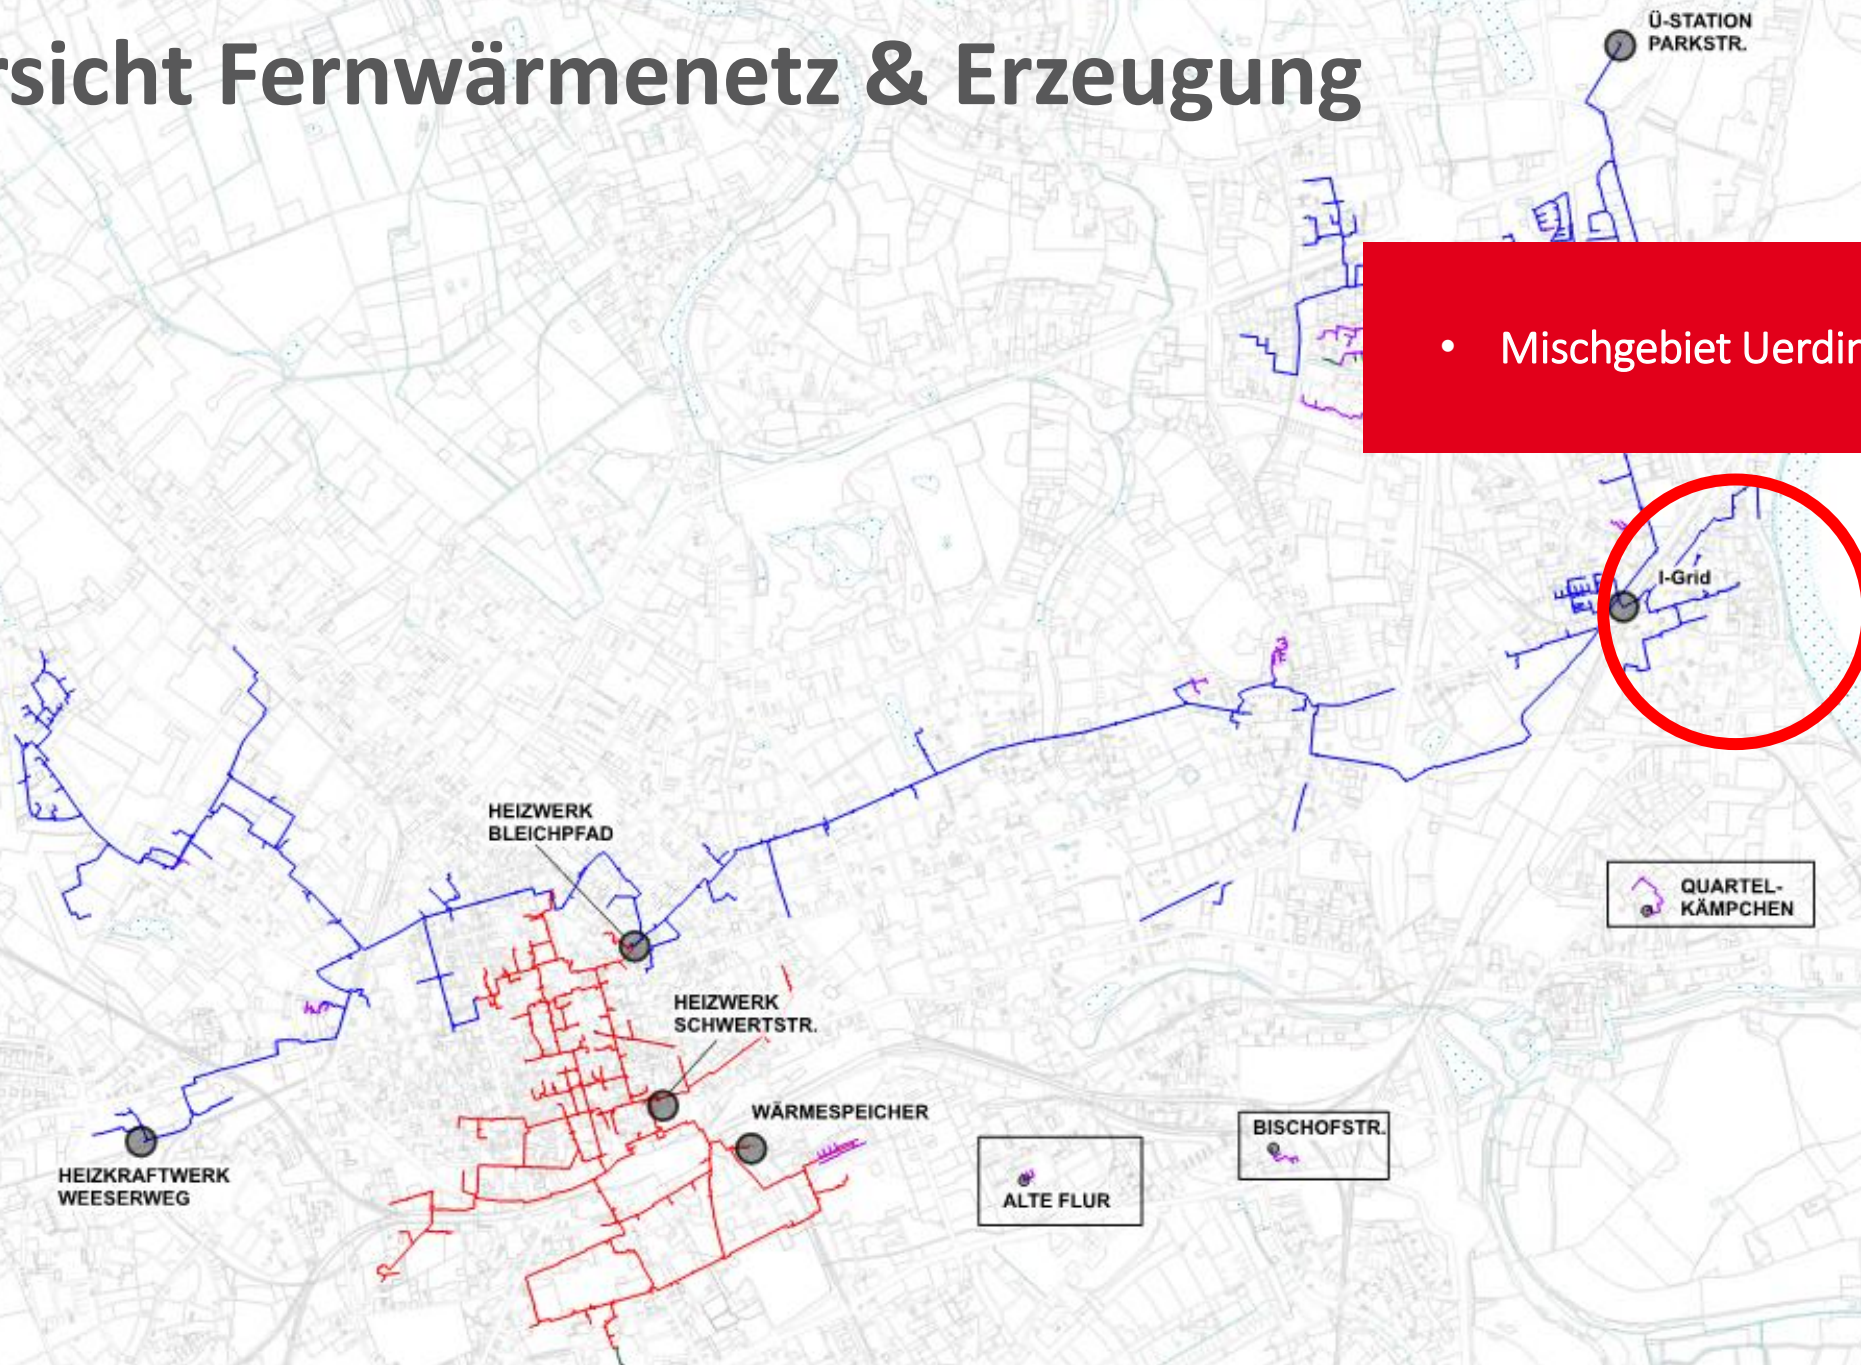 rsicht Fernwärmenetz & Erzeugung
Ü-STATION
PARKSTR.
• Mischgebiet Uerdin
I-Grid
HEIZWERK
BLEICHPFAD
QUARTEL-
KÄMPCHEN
HEIZWERK
SCHWERTSTR.
WÄRMESPEICHER
BISCHOFSTR.
HEIZKRAFTWERK
WEESERWEG
ALTE FLUR